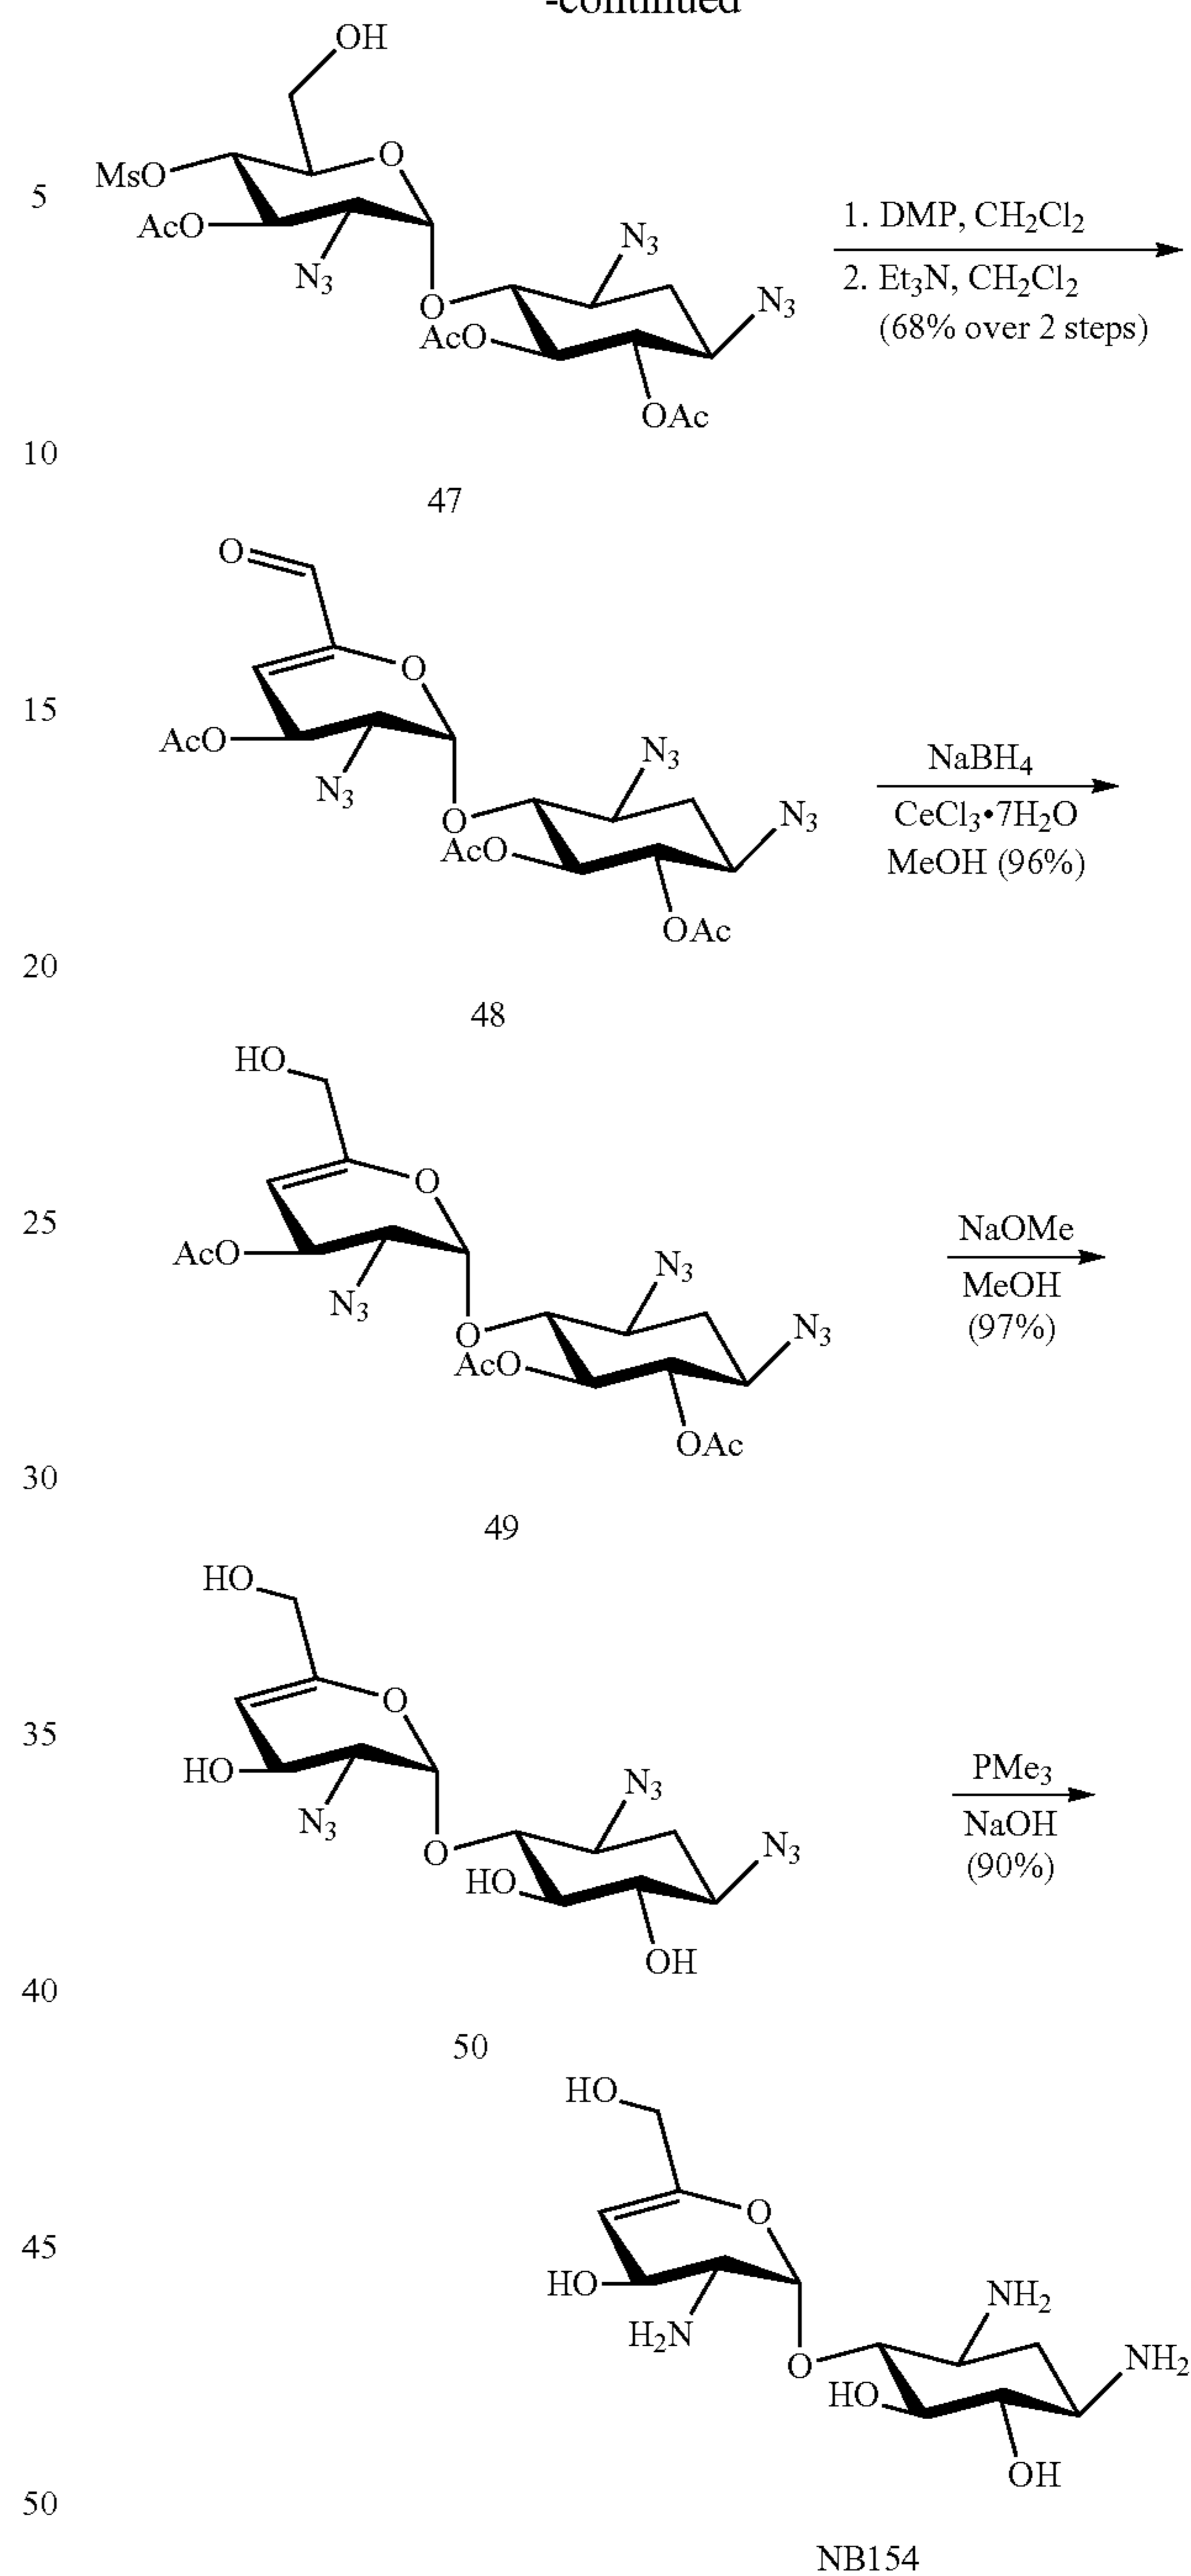 -continued
OH
O
MsO
5
AcO
N3
N3
N3
O
AcO
OAc
1. DMP, CH2Cl2
2. Et3N, CH2Cl2
(68% over 2 steps)
10
47
O
O
15
AcO
N3
N3
N3
O
AcO
OAc
NaBH4
CeCl3•7H2O
MeOH (96%)
20
48
HO
O
25
AcO
N3
N3
N3
O
AcO
OAc
NaOMe
MeOH
(97%)
30
49
HO
O
35
HO
N3
N3
N3
O
HO
OH
PMe3
NaOH
(90%)
40
50
HO
O
45
HO
H2N
NH2
NH2
O
HO
OH
50
NB154